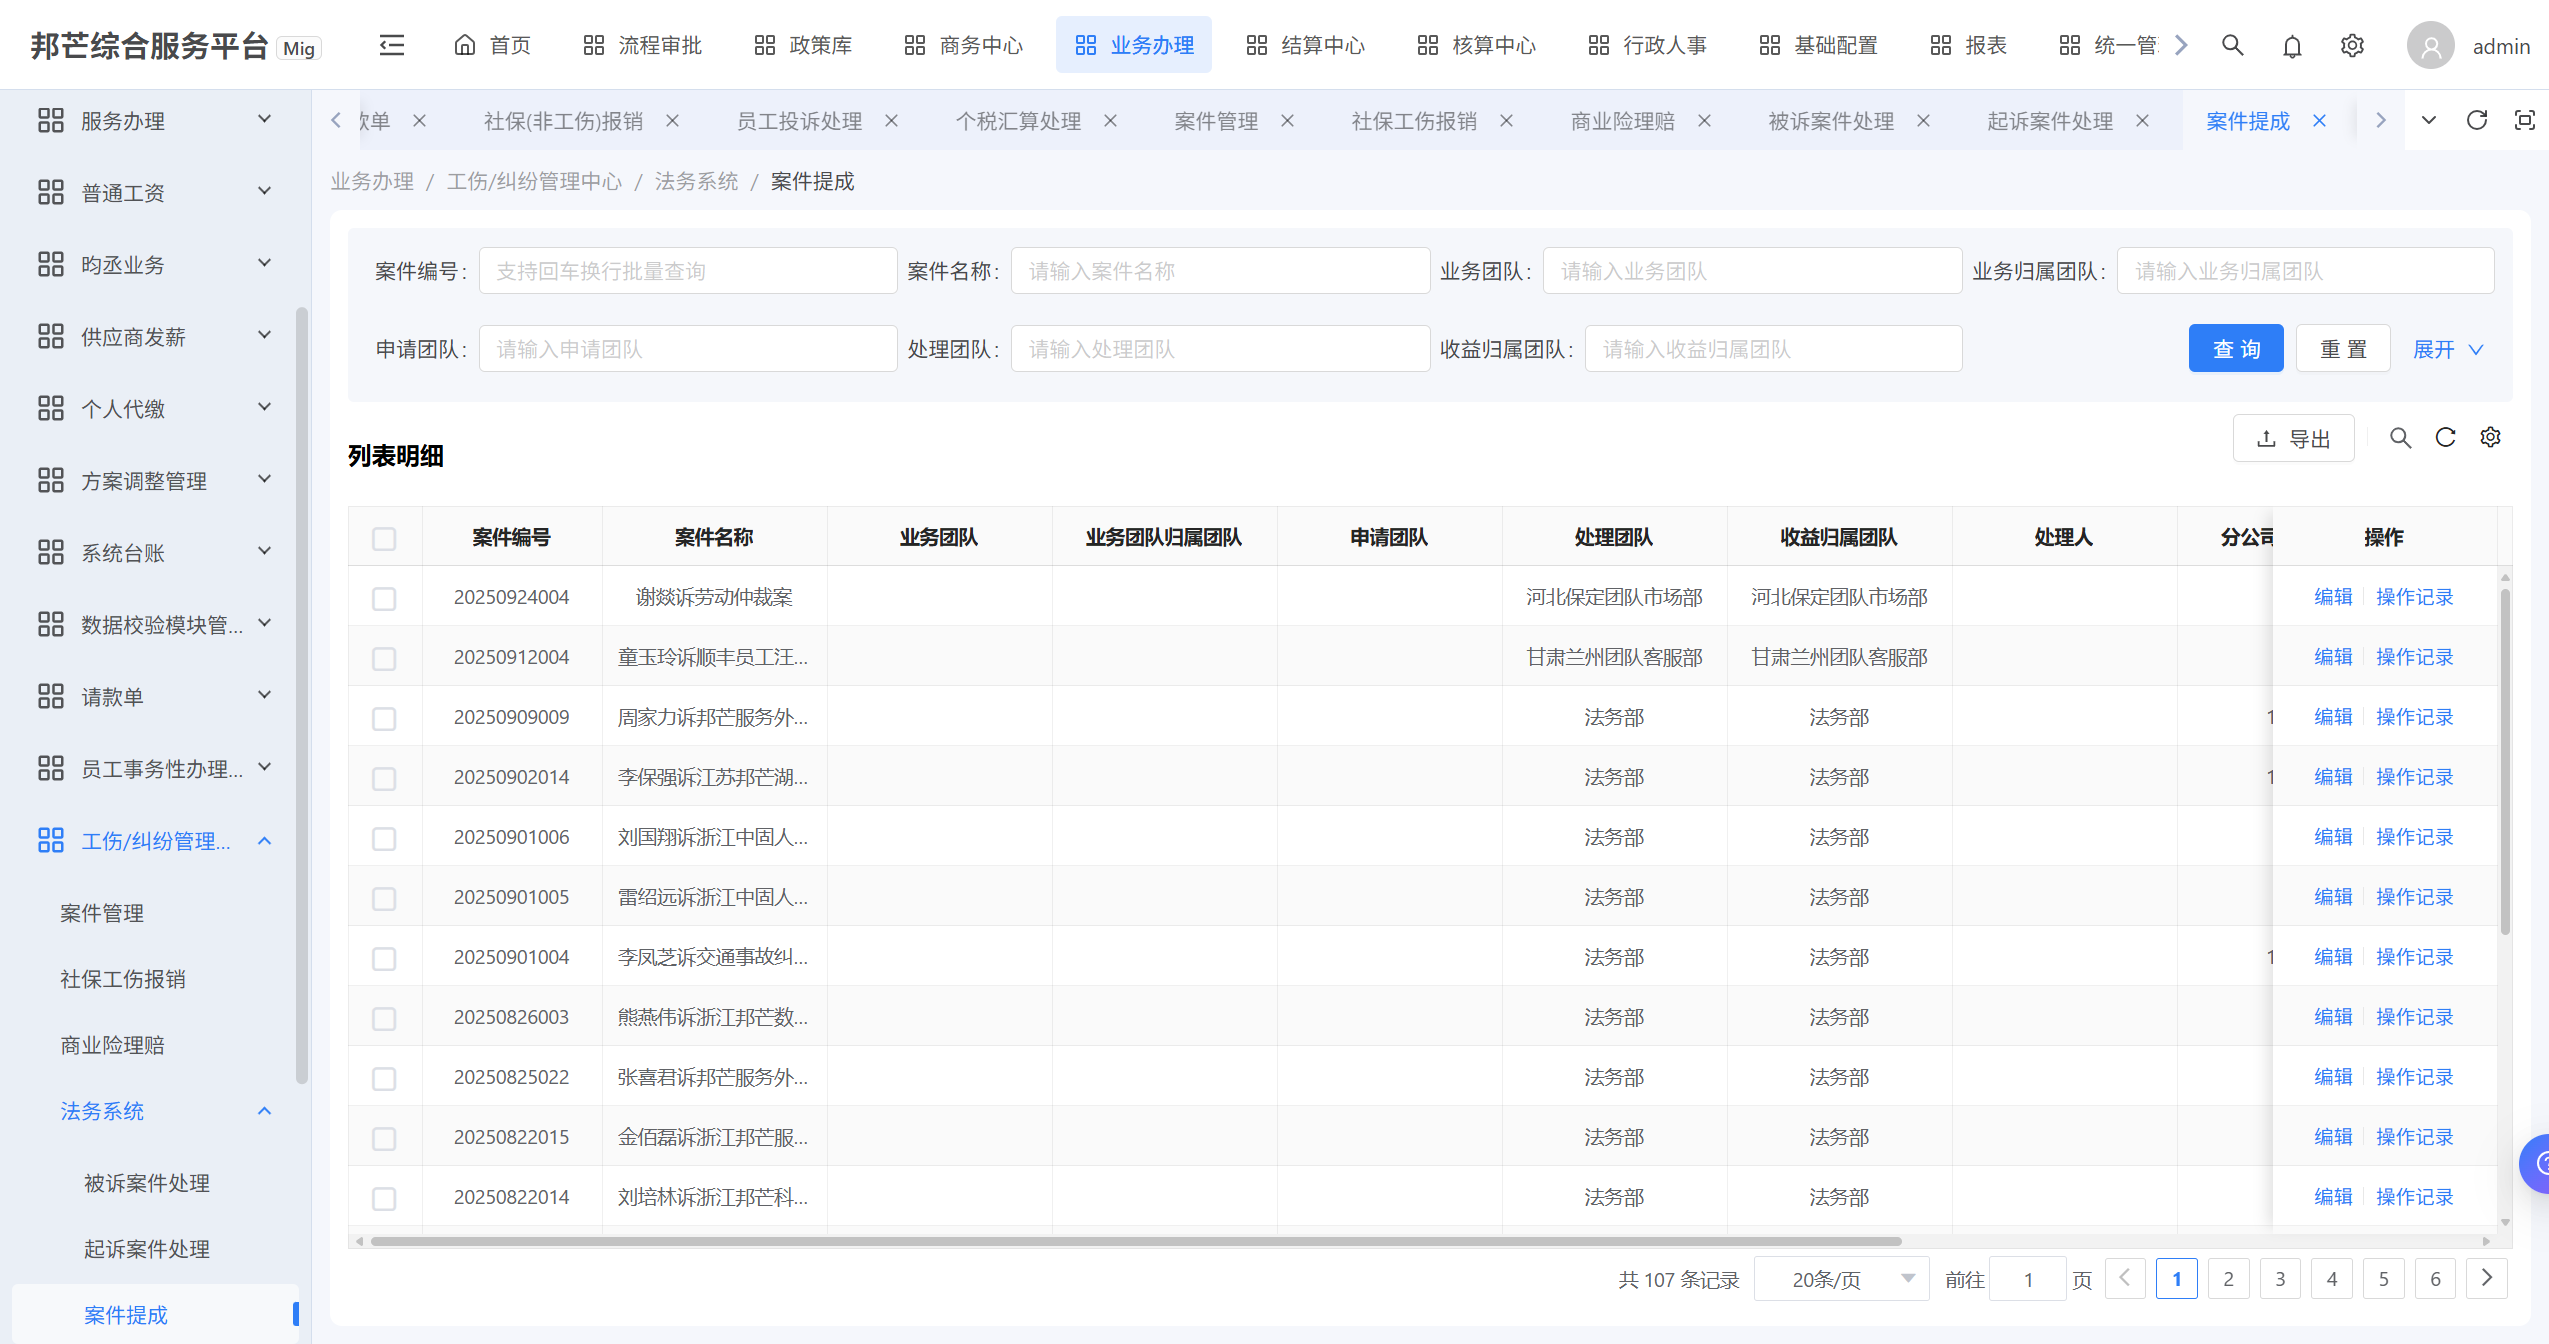 邦芒综合服务平台 Mig 首页 流程审批 政策库 商务中心 业务办理 结算中心 核算中心 行政人事 基础配置 报表 统一管 admin
款单 社保(非工伤)报销 员工投诉处理 个税汇算处理 案件管理 社保工伤报销 商业险理赔 被诉案件处理 起诉案件处理 案件提成
业务办理 / 工伤/纠纷管理中心 / 法务系统 / 案件提成
服务办理
普通工资
昀丞业务
供应商发薪
个人代缴
方案调整管理
系统台账
数据校验模块管...
请款单
员工事务性办理...
工伤/纠纷管理...
案件管理
社保工伤报销
商业险理赔
法务系统
被诉案件处理
起诉案件处理
案件提成
案件编号: 支持回车换行批量查询 案件名称: 请输入案件名称 业务团队: 请输入业务团队 业务归属团队: 请输入业务归属团队
申请团队: 请输入申请团队 处理团队: 请输入处理团队 收益归属团队: 请输入收益归属团队 查 询 重 置 展开
列表明细 导出
案件编号 案件名称 业务团队 业务团队归属团队 申请团队 处理团队 收益归属团队 处理人 分公司 操作
20250924004 谢燚诉劳动仲裁案 河北保定团队市场部 河北保定团队市场部 编辑 操作记录
20250912004 童玉玲诉顺丰员工汪... 甘肃兰州团队客服部 甘肃兰州团队客服部 编辑 操作记录
20250909009 周家力诉邦芒服务外... 法务部 法务部 1 编辑 操作记录
20250902014 李保强诉江苏邦芒湖... 法务部 法务部 1 编辑 操作记录
20250901006 刘国翔诉浙江中固人... 法务部 法务部 编辑 操作记录
20250901005 雷绍远诉浙江中固人... 法务部 法务部 编辑 操作记录
20250901004 李凤芝诉交通事故纠... 法务部 法务部 1 编辑 操作记录
20250826003 熊燕伟诉浙江邦芒数... 法务部 法务部 编辑 操作记录
20250825022 张喜君诉邦芒服务外... 法务部 法务部 编辑 操作记录
20250822015 金佰磊诉浙江邦芒服... 法务部 法务部 编辑 操作记录
20250822014 刘培林诉浙江邦芒科... 法务部 法务部 编辑 操作记录
共 107 条记录 20条/页 前往 1 页 1 2 3 4 5 6